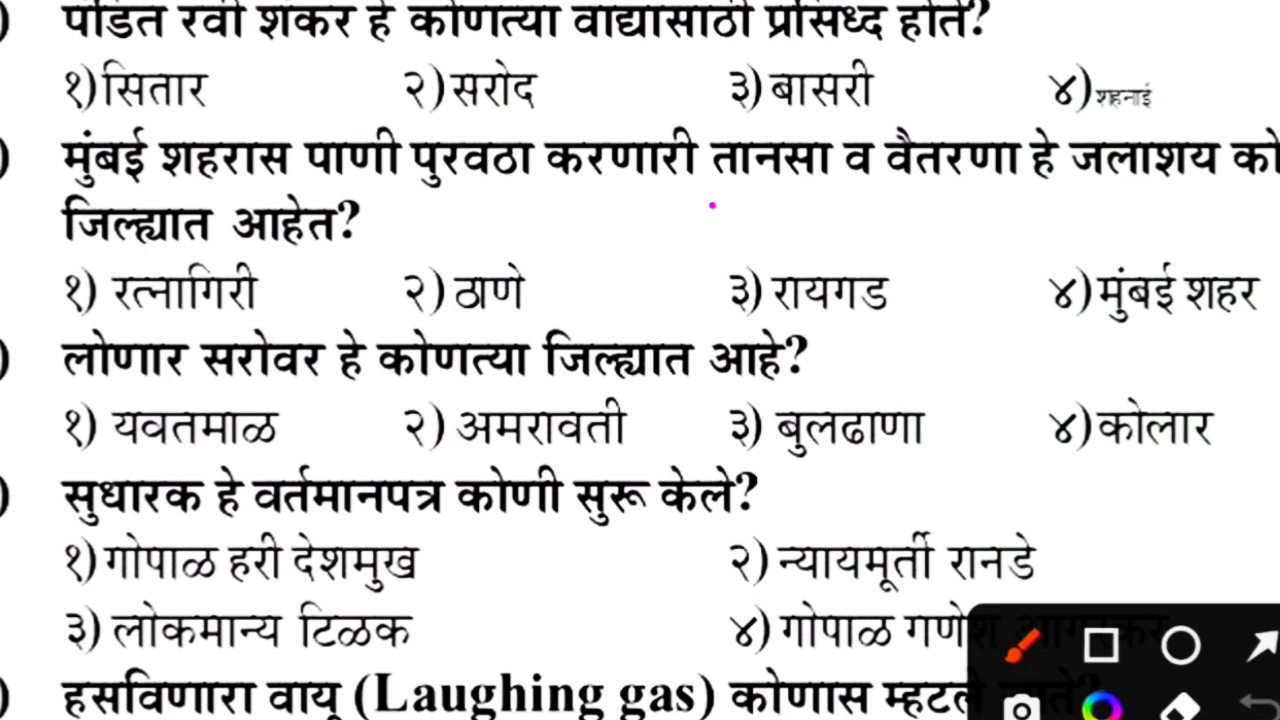 ) पंडित रवी शंकर हे कोणत्या वाद्यासाठी प्रसिध्द होते?
१)सितार २)सरोद ३)बासरी ४)शहनाई
) मुंबई शहरास पाणी पुरवठा करणारी तानसा व वैतरणा हे जलाशय को
जिल्ह्यात आहेत?
१) रत्नागिरी २)ठाणे ३)रायगड ४)मुंबई शहर
) लोणार सरोवर हे कोणत्या जिल्ह्यात आहे?
१) यवतमाळ २)अमरावती ३) बुलढाणा ४)कोलार
) सुधारक हे वर्तमानपत्र कोणी सुरू केले?
१)गोपाळ हरी देशमुख २)न्यायमूर्ती रानडे
३)लोकमान्य टिळक ४)गोपाळ गणेश आगरकर
) हसविणारा वायू (Laughing gas) कोणास म्हटले जाते?